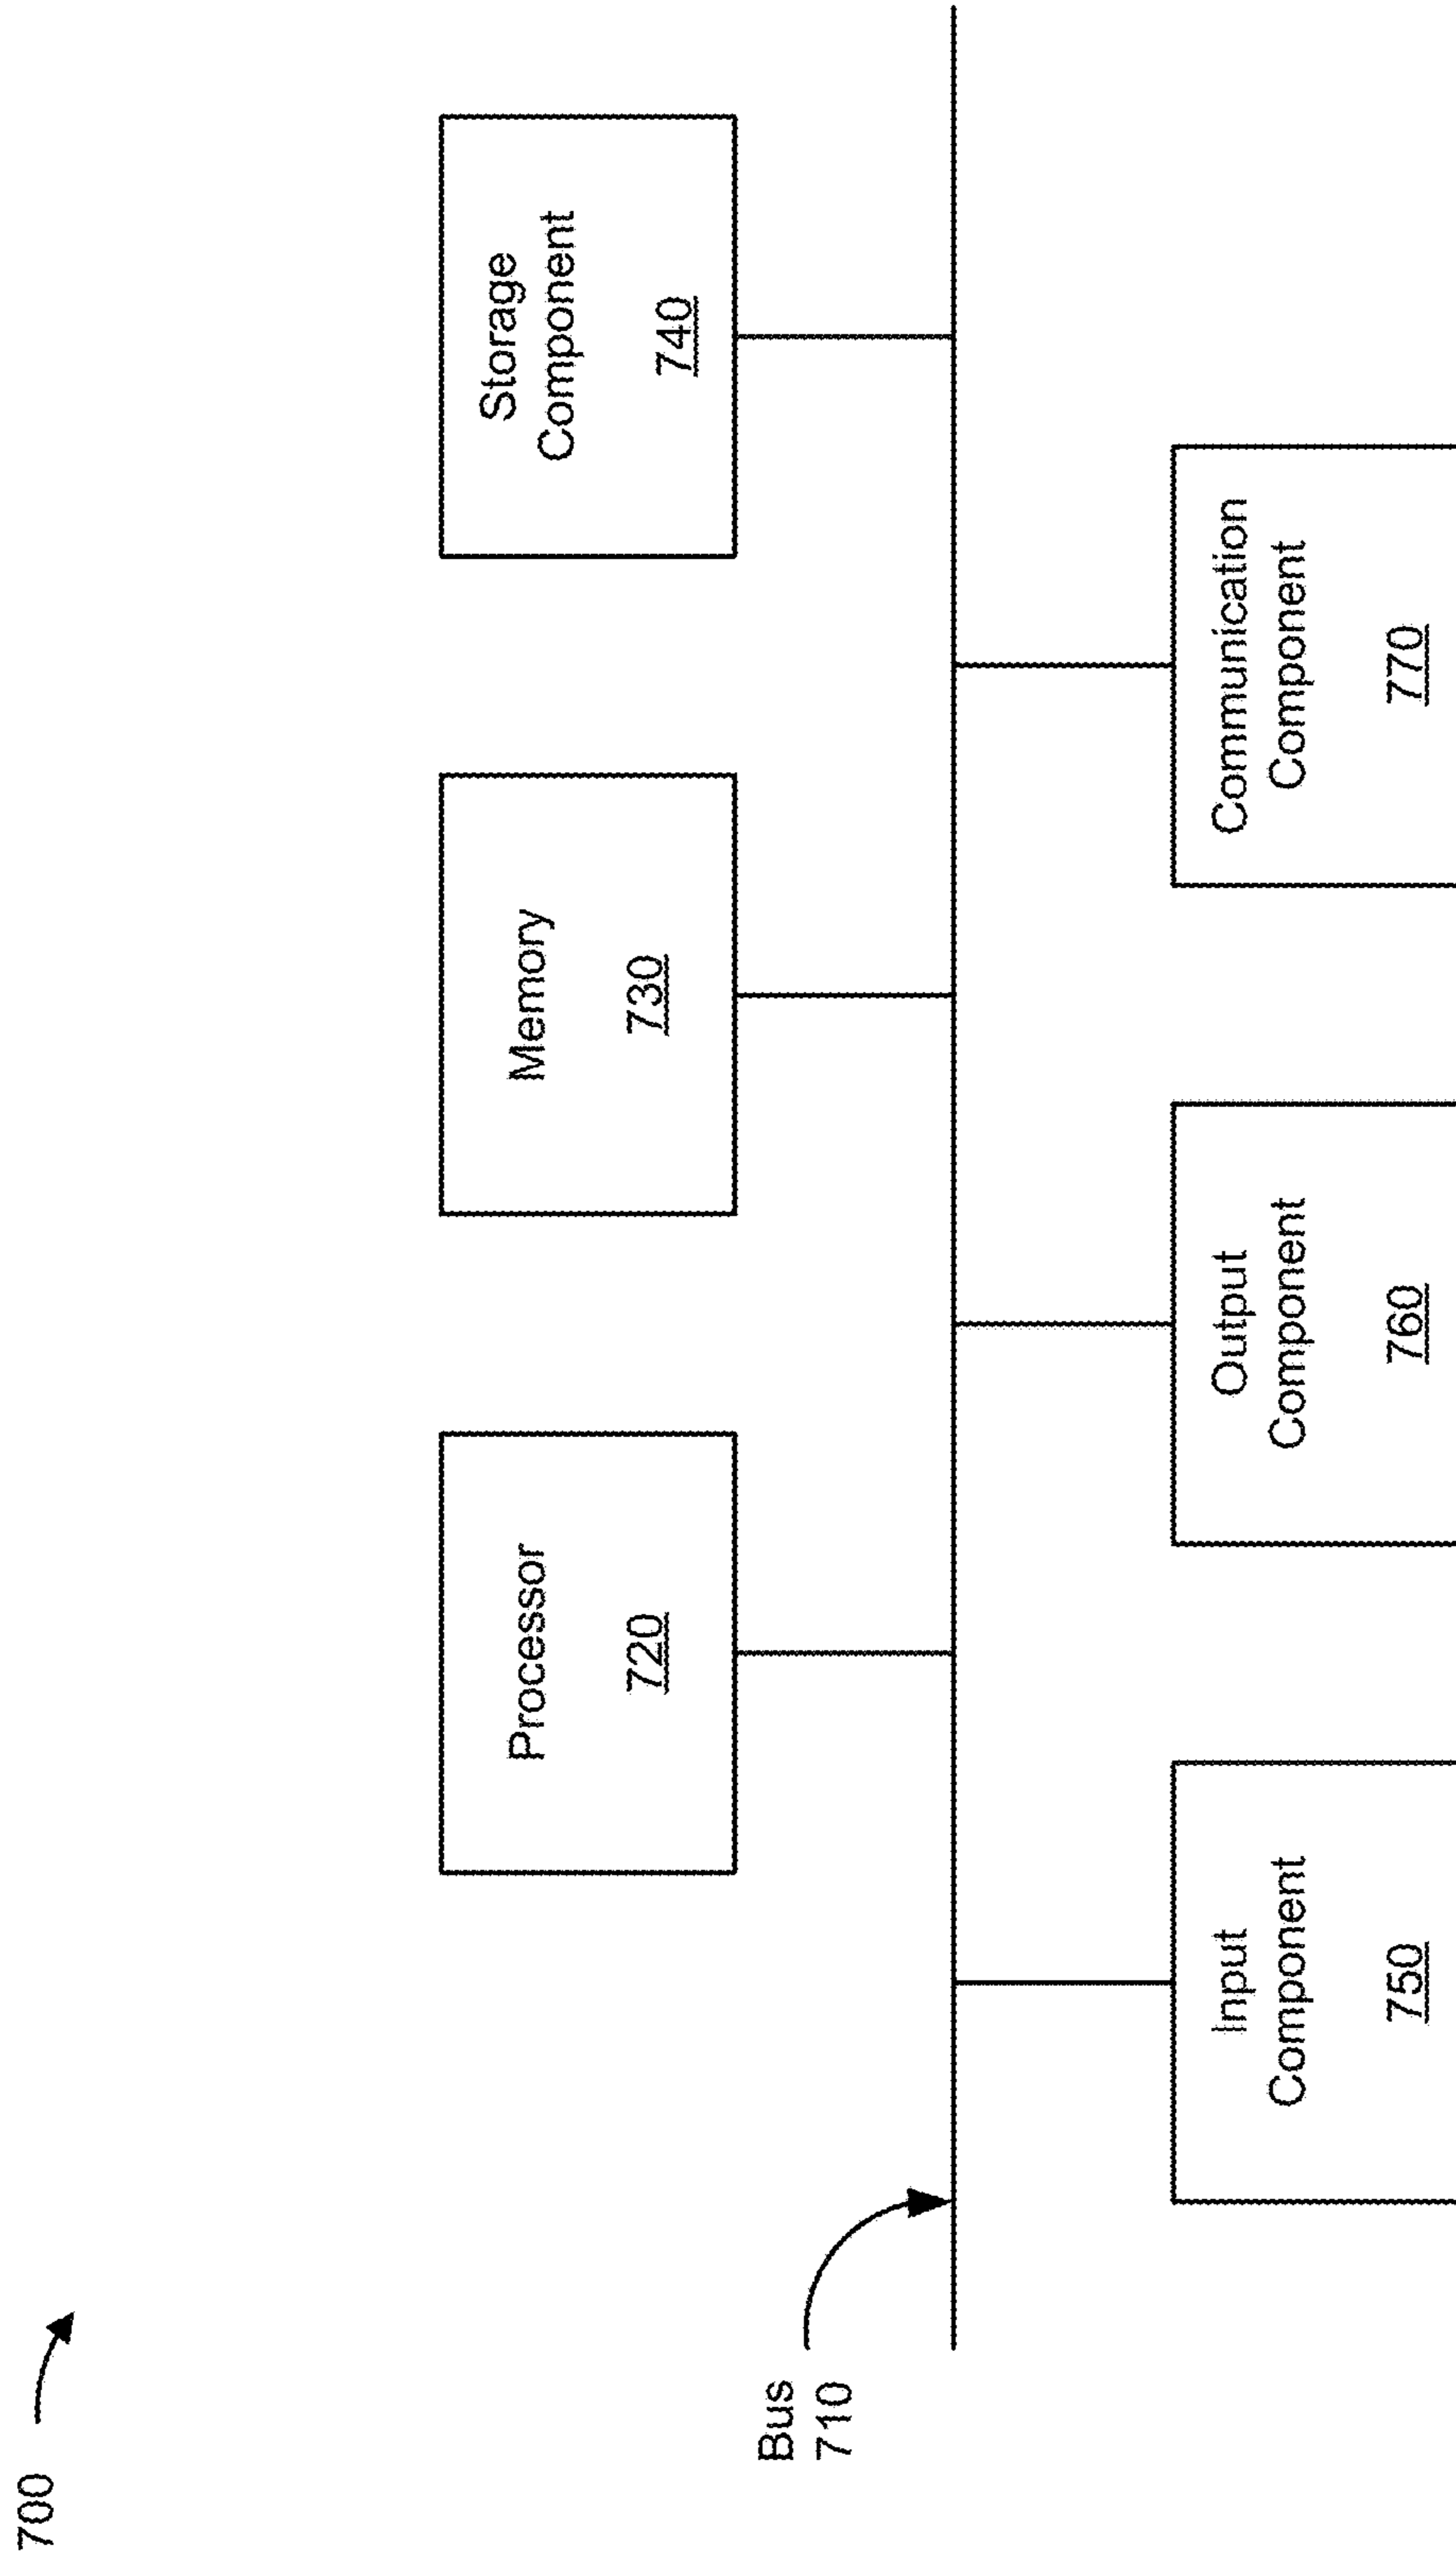 700
Processor
720
Memory
730
Storage
Component
740
Bus
710
Input
Component
750
Output
Component
760
Communication
Component
770